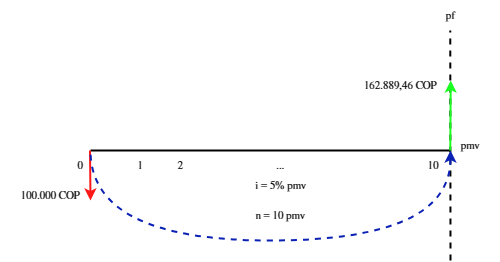 pf
162.889,46 COP
pmv
0
1
2
...
10
100.000 COP
i = 5% pmv
n = 10 pmv